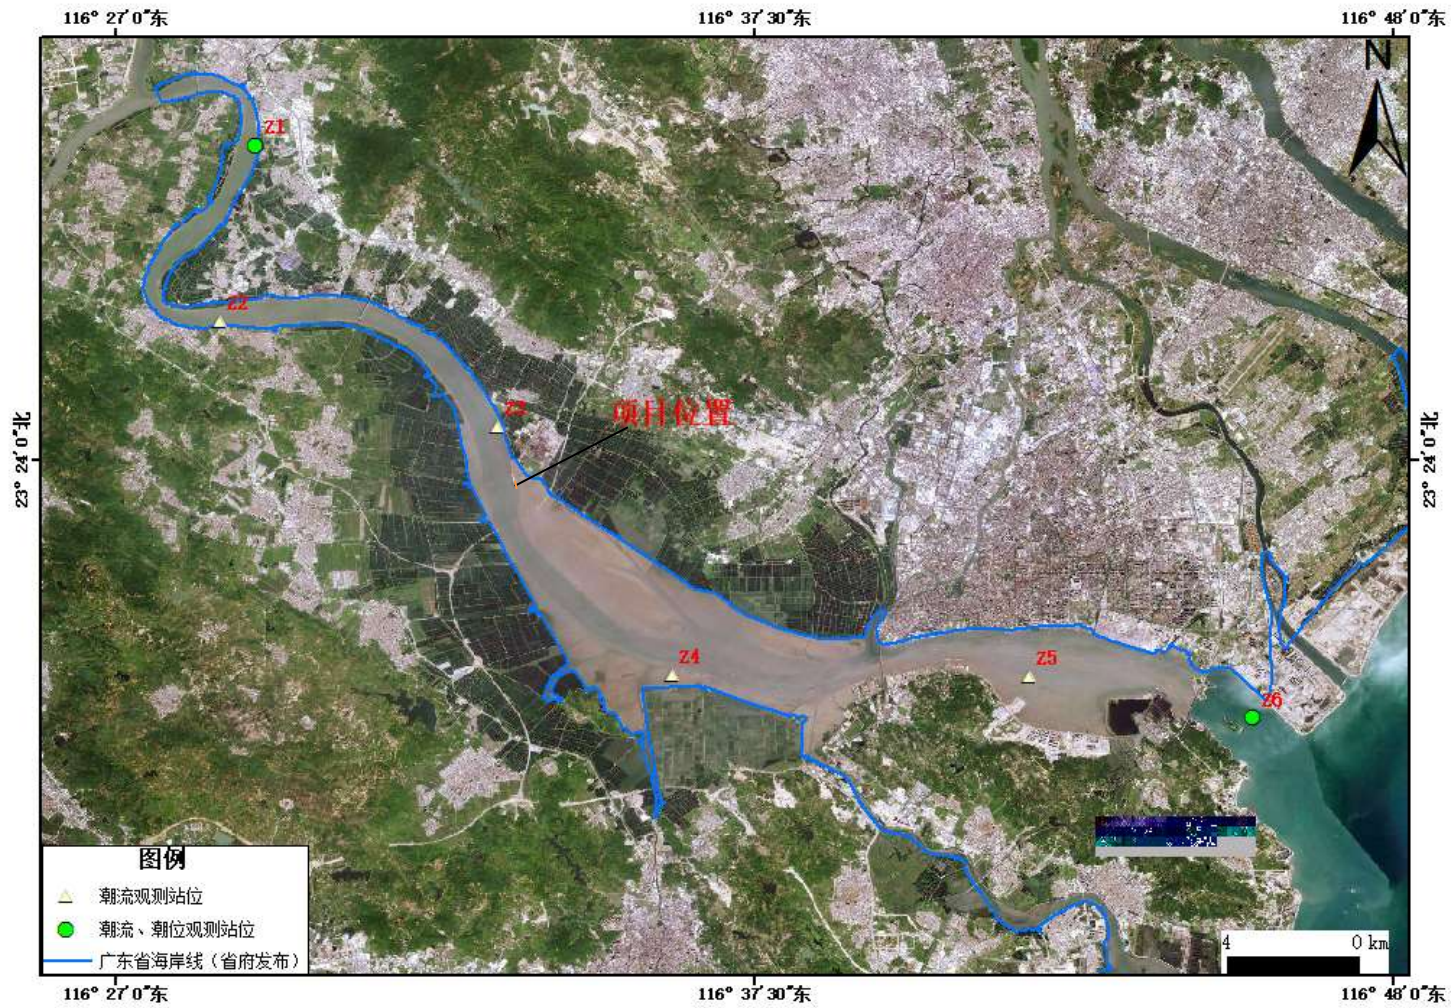 116° 27′0″东
116° 37′30″东
116° 48′0″东
N
Z1
Z2
Z3
项目位置
23° 24′0″北
23° 24′0″北
Z4
Z5
Z6
图例
潮流观测站位
潮流、潮位观测站位
广东省海岸线（省府发布）
4 0 km
116° 27′0″东
116° 37′30″东
116° 48′0″东